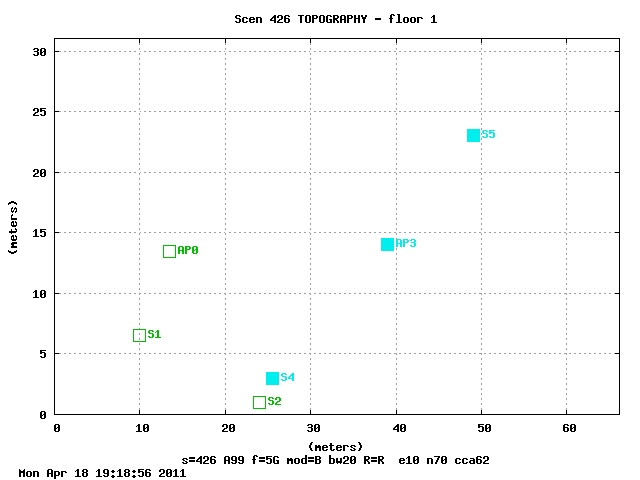 Scen 426 TOPOGRAPHY - floor 1
30
25
20
15
10
5
0
(meters)
S5
AP3
AP0
S1
S4
S2
0 10 20 30 40 50 60
(meters)
s=426 A99 f=5G mod=B bw20 R=R e10 n70 cca62
Mon Apr 18 19:18:56 2011